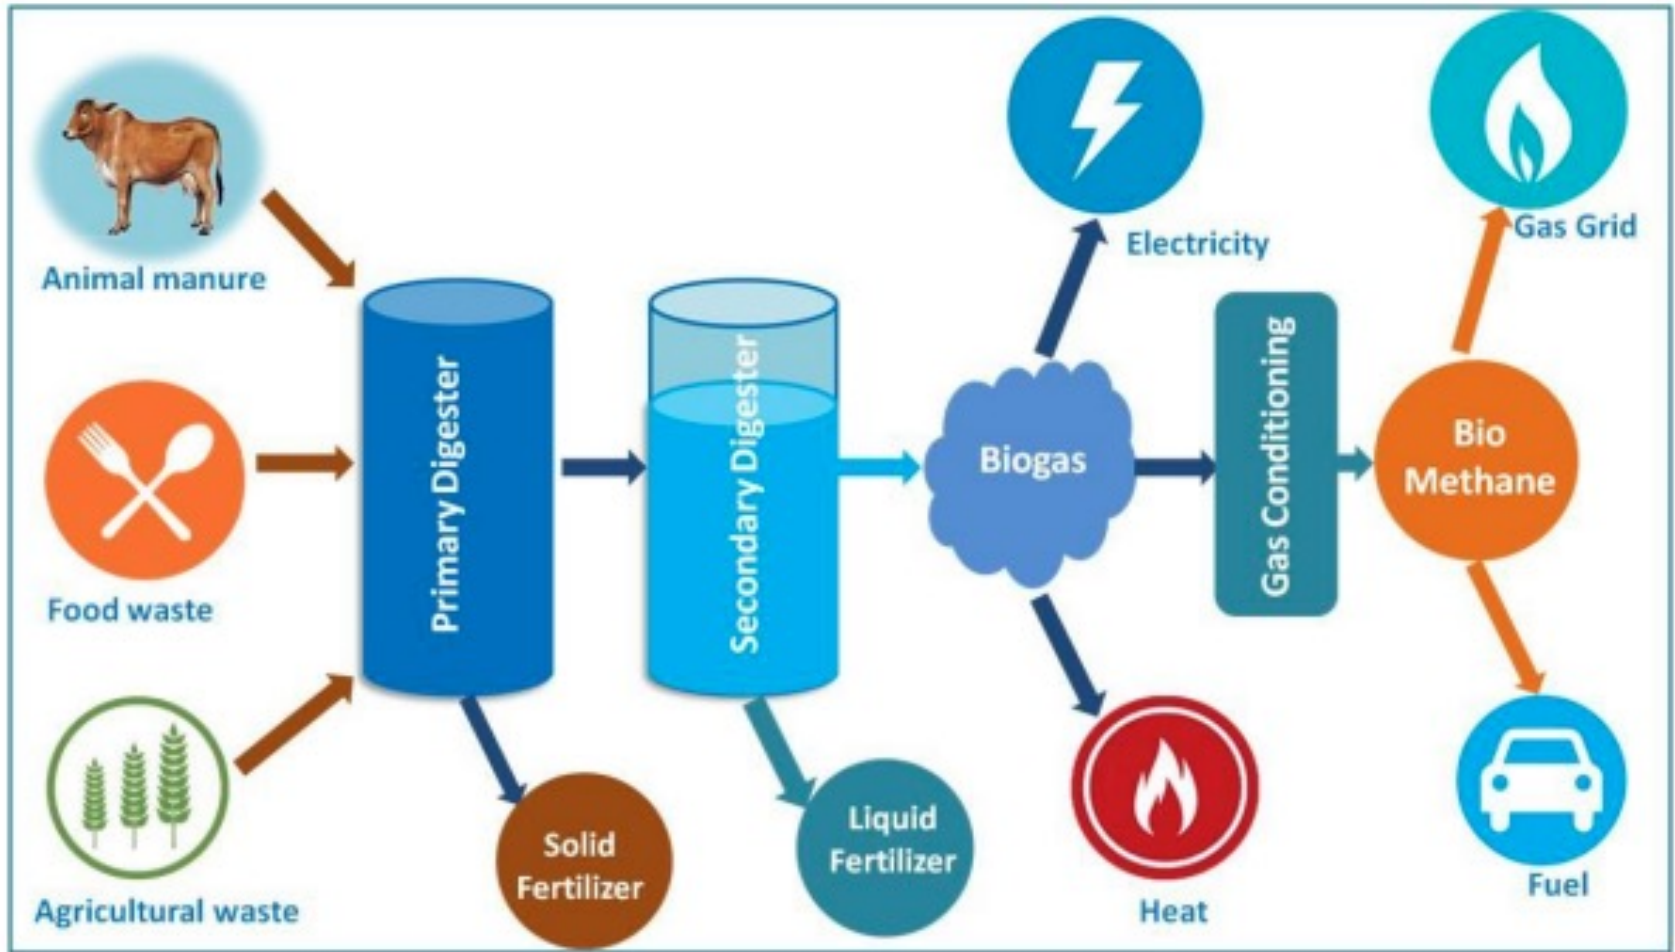 Animal manure
Food waste
Agricultural waste
Primary Digester
Solid
Fertilizer
Secondary Digester
Liquid
Fertilizer
Biogas
Electricity
Heat
Gas Conditioning
Bio
Methane
Gas Grid
Fuel